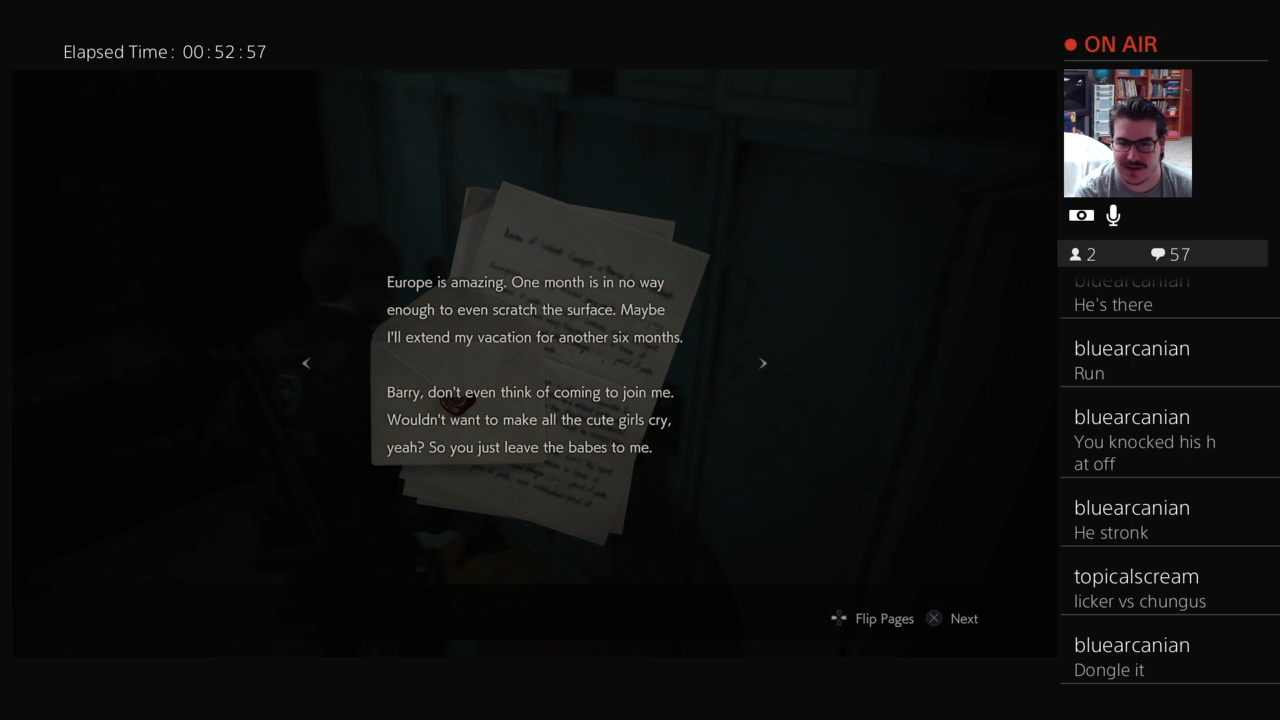 Elapsed Time: 00:52:57
ON AIR
2 57
Europe is amazing. One month is in no way
enough to even scratch the surface. Maybe
I'll extend my vacation for another six months.
Barry, don't even think of coming to join me.
Wouldn't want to make all the cute girls cry,
yeah? So you just leave the babes to me.
Flip Pages Next
bluearcanian
He's there
bluearcanian
Run
bluearcanian
You knocked his h
at off
bluearcanian
He stronk
topicalscream
licker vs chungus
bluearcanian
Dongle it